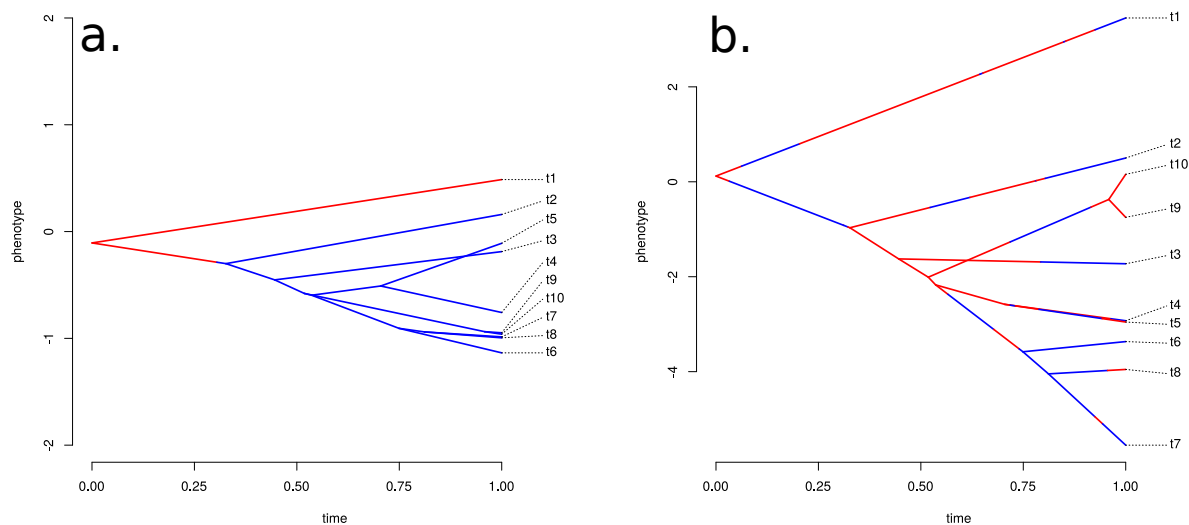 a.
2
1
0
-1
-2
phenotype
0.00 0.25 0.50 0.75 1.00
time
t1
t2
t5
t3
t4
t9
t10
t7
t8
t6
b.
2
0
-2
-4
phenotype
0.00 0.25 0.50 0.75 1.00
time
t1
t2
t10
t9
t3
t4
t5
t6
t8
t7